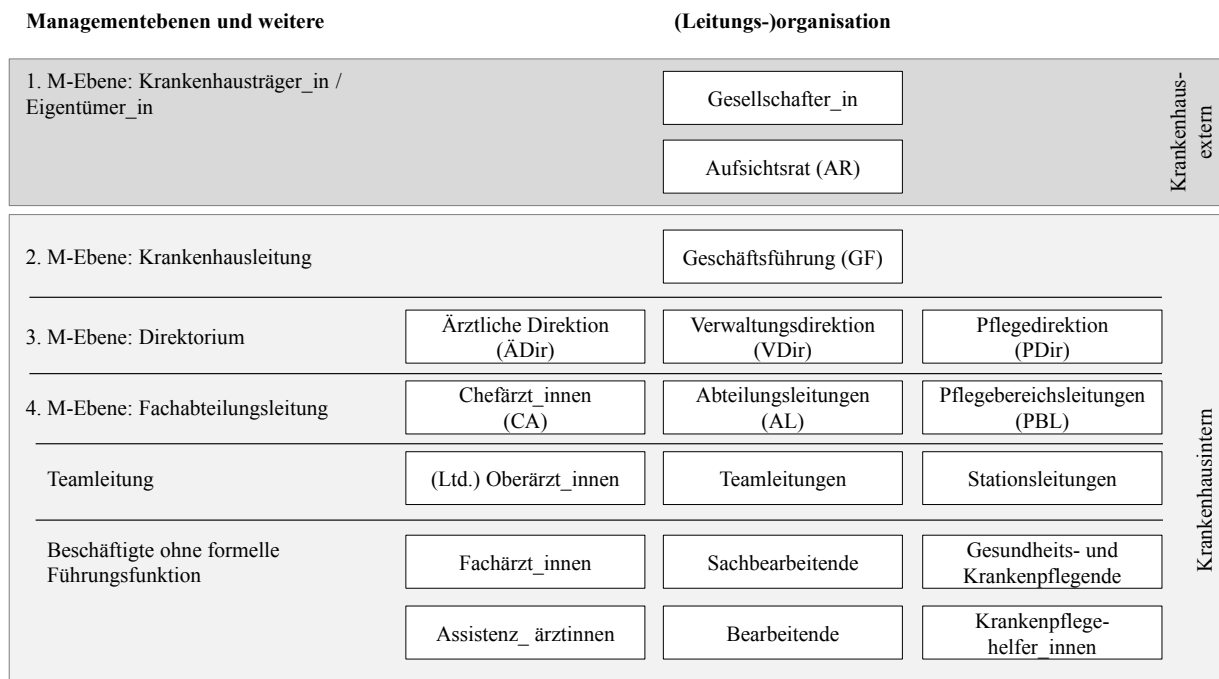 Managementebenen und weitere
(Leitungs-)organisation
1. M-Ebene: Krankenhausträger_in /
Eigentümer_in
Gesellschafter_in
Aufsichtsrat (AR)
Krankenhaus-
extern
2. M-Ebene: Krankenhausleitung
Geschäftsführung (GF)
3. M-Ebene: Direktorium
Ärztliche Direktion
(ÄDir)
Verwaltungsdirektion
(VDir)
Pflegedirektion
(PDir)
4. M-Ebene: Fachabteilungsleitung
Chefärzt_innen
(CA)
Abteilungsleitungen
(AL)
Pflegebereichsleitungen
(PBL)
Teamleitung
(Ltd.) Oberärzt_innen
Teamleitungen
Stationsleitungen
Beschäftigte ohne formelle
Führungsfunktion
Fachärzt_innen
Sachbearbeitende
Gesundheits- und
Krankenpflegende
Assistenz_ ärztinnen
Bearbeitende
Krankenpflege-
helfer_innen
Krankenhausintern